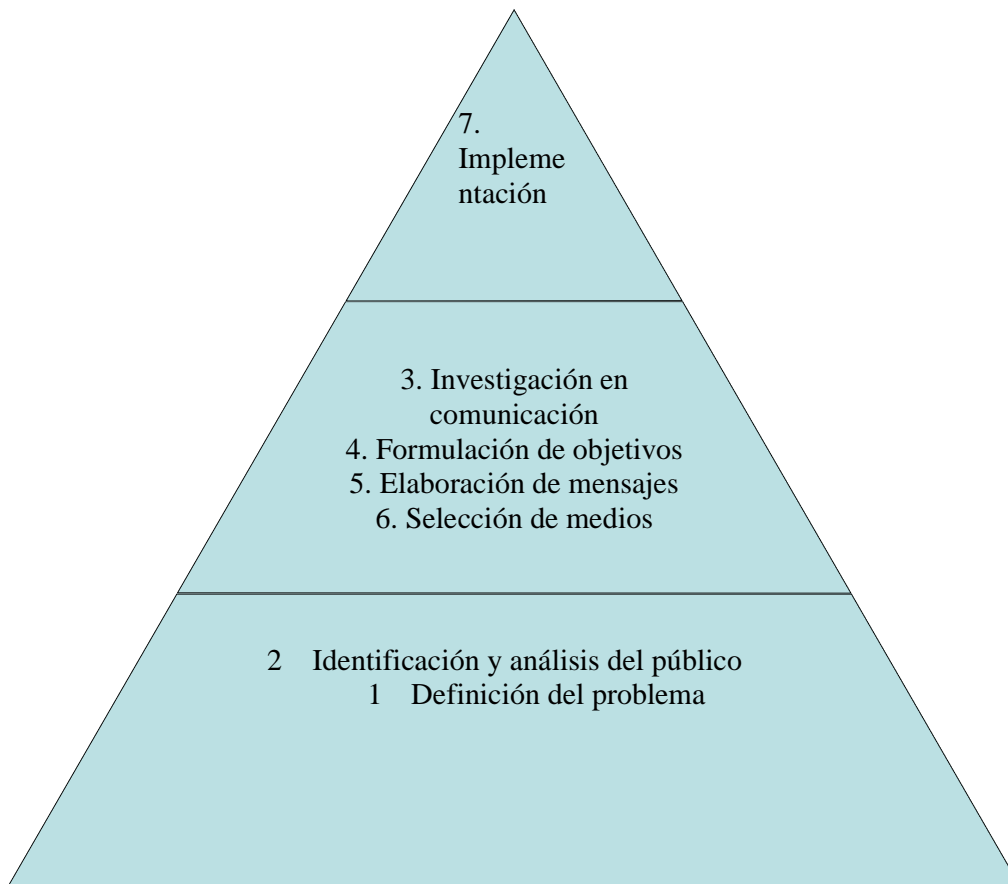 7.
Impleme
ntación
3. Investigación en
comunicación
4. Formulación de objetivos
5. Elaboración de mensajes
6. Selección de medios
2 Identificación y análisis del público
1 Definición del problema